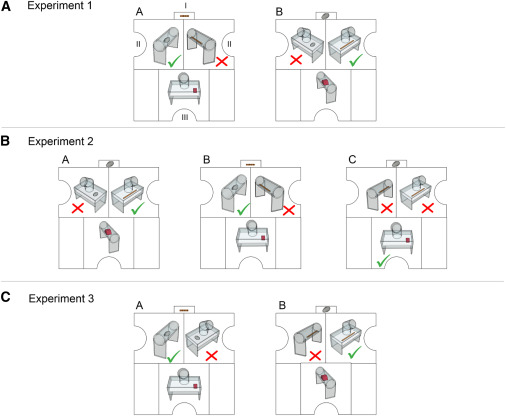 A Experiment 1
A I B
II II
III
B Experiment 2
A B C
C Experiment 3
A B